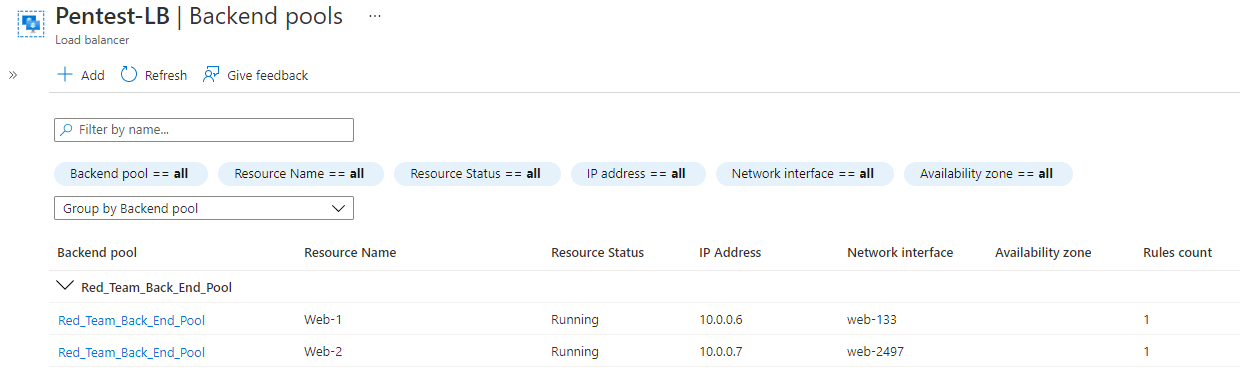 Pentest-LB | Backend pools ...
Load balancer
Add Refresh Give feedback
Filter by name...
Backend pool == all Resource Name == all Resource Status == all IP address == all Network interface == all Availability zone == all
Group by Backend pool
Backend pool Resource Name Resource Status IP Address Network interface Availability zone Rules count
Red_Team_Back_End_Pool
Red_Team_Back_End_Pool Web-1 Running 10.0.0.6 web-133 1
Red_Team_Back_End_Pool Web-2 Running 10.0.0.7 web-2497 1